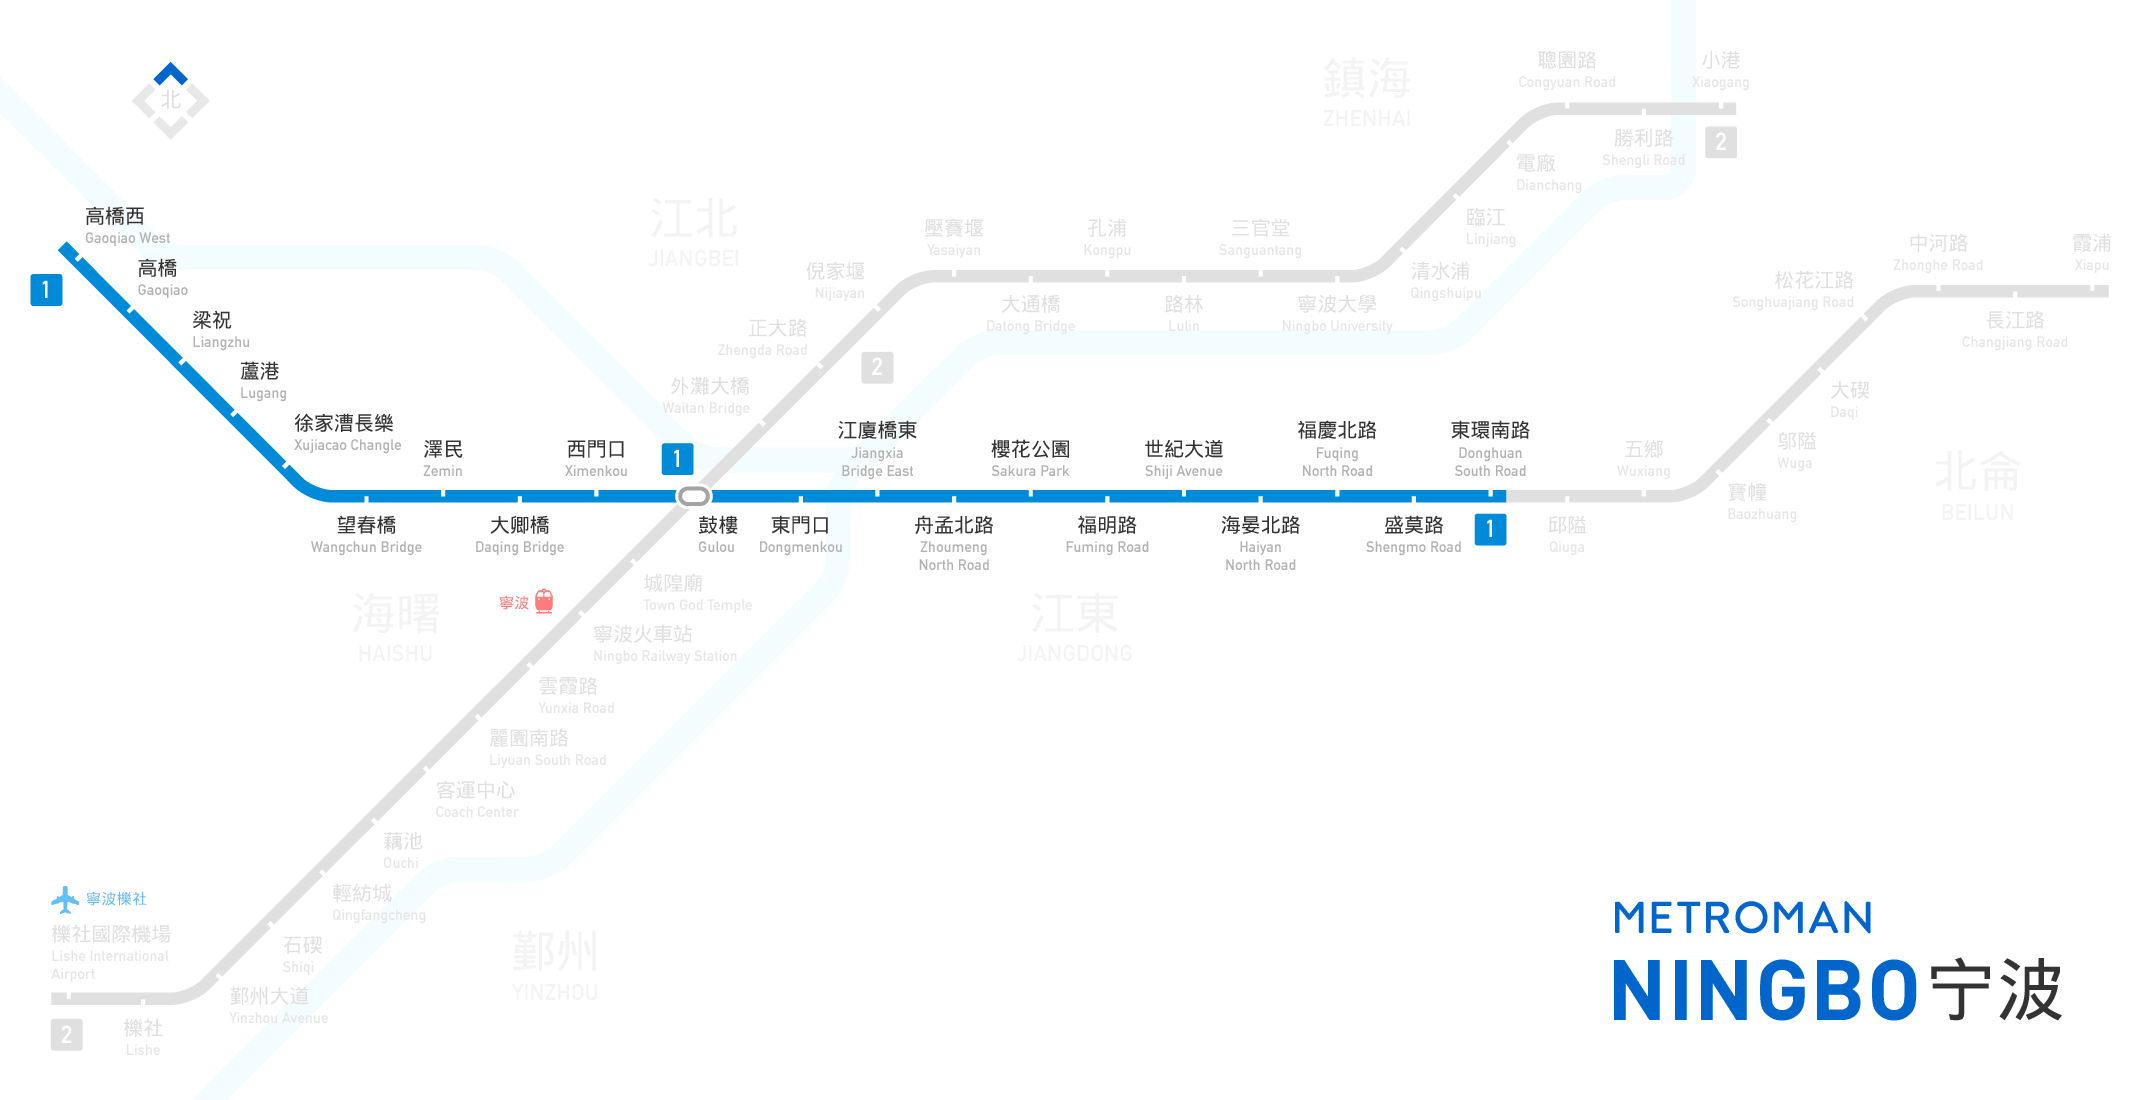 北
鎮海
ZHENHAI
聰園路
Congyuan Road
小港
Xiaogang
勝利路
Shengli Road
2
電廠
Dianchang
臨江
Linjiang
清水浦
Qingshuipu
江北
JIANGBEI
壓賽堰
Yasaiyan
孔浦
Kongpu
三官堂
Sanguantang
倪家堰
Nijiayan
大通橋
Datong Bridge
路林
Lulin
寧波大學
Ningbo University
正大路
Zhengda Road
2
外灘大橋
Waitan Bridge
中河路
Zhonghe Road
霞浦
Xiapu
松花江路
Songhuajiang Road
長江路
Changjiang Road
大碶
Daqi
邬隘
Wuga
寶幢
Baozhuang
北侖
BEILUN
五鄉
Wuxiang
邱隘
Qiuga
高橋西
Gaoqiao West
1
高橋
Gaoqiao
梁祝
Liangzhu
蘆港
Lugang
徐家漕長樂
Xujiacao Changle
澤民
Zemin
西門口
Ximenkou
1
江廈橋東
Jiangxia
Bridge East
櫻花公園
Sakura Park
世紀大道
Shiji Avenue
福慶北路
Fuqing
North Road
東環南路
Donghuan
South Road
望春橋
Wangchun Bridge
大卿橋
Daqing Bridge
鼓樓
Gulou
東門口
Dongmenkou
舟孟北路
Zhoumeng
North Road
福明路
Fuming Road
海晏北路
Haiyan
North Road
盛莫路
Shengmo Road
1
海曙
HAISHU
寧波
城隍廟
Town God Temple
寧波火車站
Ningbo Railway Station
江東
JIANGDONG
雲霞路
Yunxia Road
麗園南路
Liyuan South Road
客運中心
Coach Center
藕池
Ouchi
輕紡城
Qingfangcheng
石碶
Shiqi
鄞州大道
Yinzhou Avenue
鄞州
YINZHOU
寧波櫟社
櫟社國際機場
Lishe International
Airport
2
櫟社
Lishe
METROMAN
NINGBO宁波